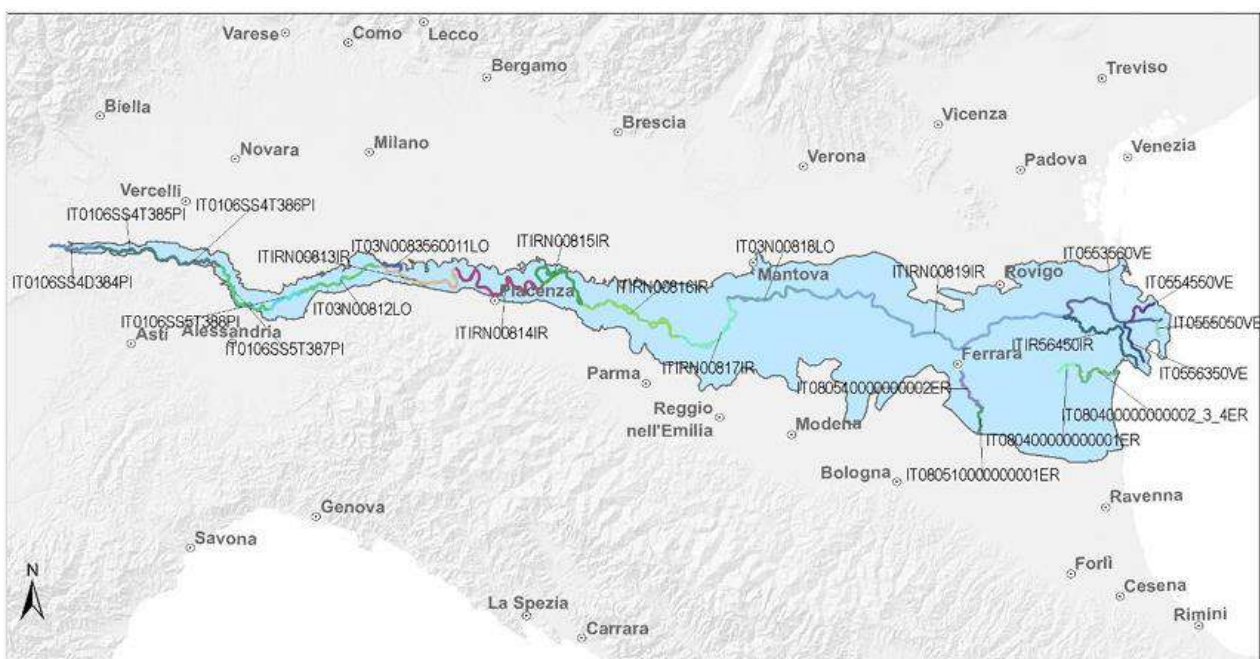 Varese
Como
Lecco
Bergamo
Treviso
Biella
Brescia
Vicenza
Novara
Milano
Verona
Padova
Venezia
Vercelli
IT0106SS4T385PI
IT0106SS4T386PI
ITIRN00813IR
IT03N0083560011LO
ITIRN00815IR
IT03N00818LO
Mantova
ITIRN00819IR
Rovigo
IT0553560VE
IT0554550VE
IT0106SS4D384PI
Piacenza
ITIRN00816IR
IT03N00812LO
Asti
Alessandria
IT0106SS5T387PI
ITIRN00814IR
ITIRN00817IR
ITIR56450IR
IT0555050VE
Ferrara
IT0556350VE
Parma
IT080510000000002ER
Reggio
nell'Emilia
Modena
IT080400000000002_3_4ER
IT080400000000001ER
Bologna
IT080510000000001ER
Ravenna
Genova
Savona
Forlì
Cesena
La Spezia
Rimini
Carrara
N